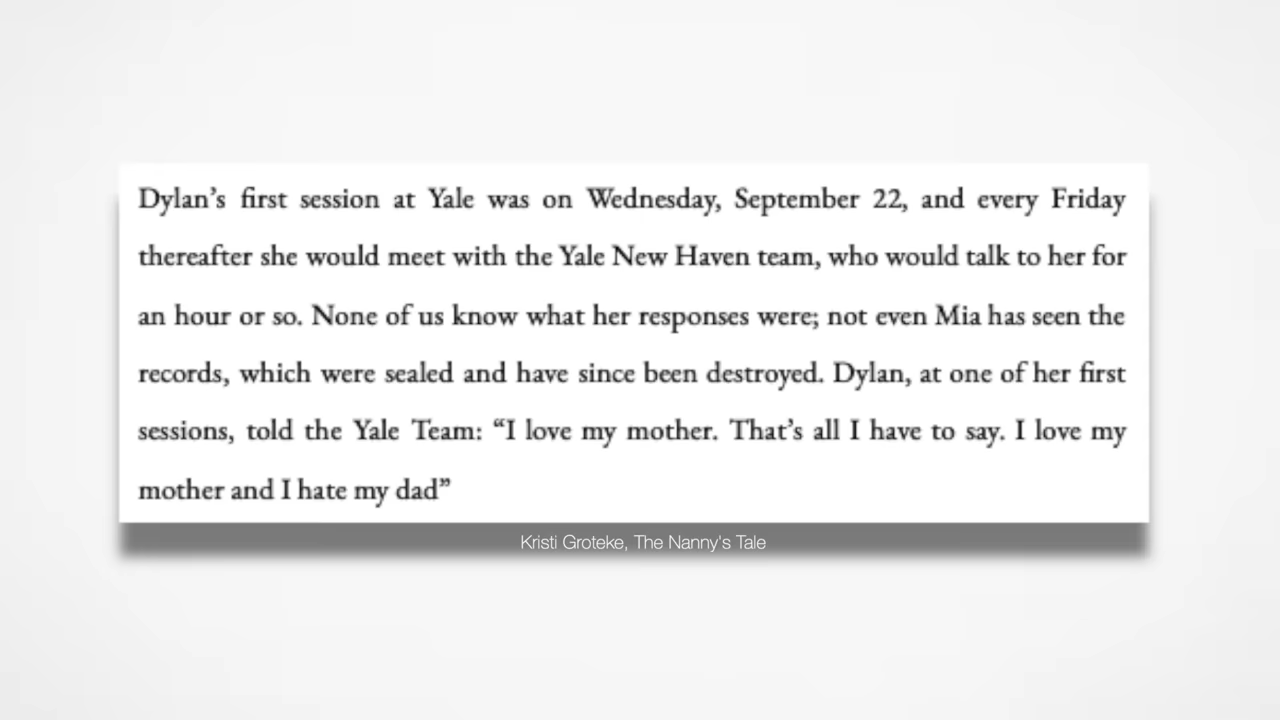 Dylan’s first session at Yale was on Wednesday, September 22, and every Friday
thereafter she would meet with the Yale New Haven team, who would talk to her for
an hour or so. None of us know what her responses were; not even Mia has seen the
records, which were sealed and have since been destroyed. Dylan, at one of her first
sessions, told the Yale Team: “I love my mother. That’s all I have to say. I love my
mother and I hate my dad”
Kristi Groteke, The Nanny's Tale